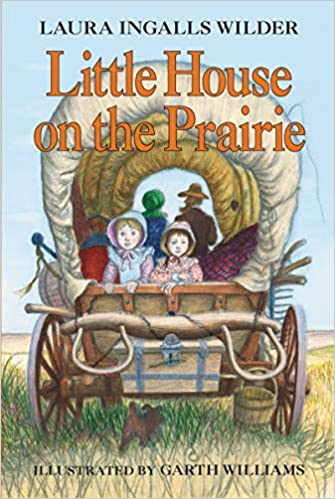 LAURA INGALLS WILDER
Little House
on the Prairie
ILLUSTRATED BY GARTH WILLIAMS